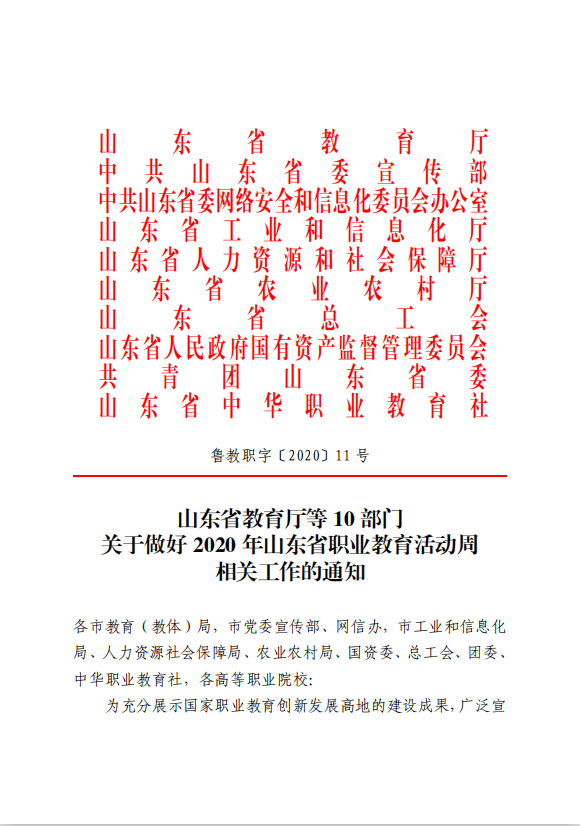 山东省教育厅
中共山东省委宣传部
中共山东省委网络安全和信息化委员会办公室
山东省工业和信息化厅
山东省人力资源和社会保障厅
山东省农业农村厅
山东省总工会
山东省人民政府国有资产监督管理委员会
共青团山东省委
山东省中华职业教育社
鲁教职字〔2020〕11号
山东省教育厅等 10 部门
关于做好 2020 年山东省职业教育活动周
相关工作的通知
各市教育（教体）局，市党委宣传部、网信办，市工业和信息化
局、人力资源社会保障局、农业农村局、国资委、总工会、团委、
中华职业教育社，各高等职业院校：
为充分展示国家职业教育创新发展高地的建设成果，广泛宣